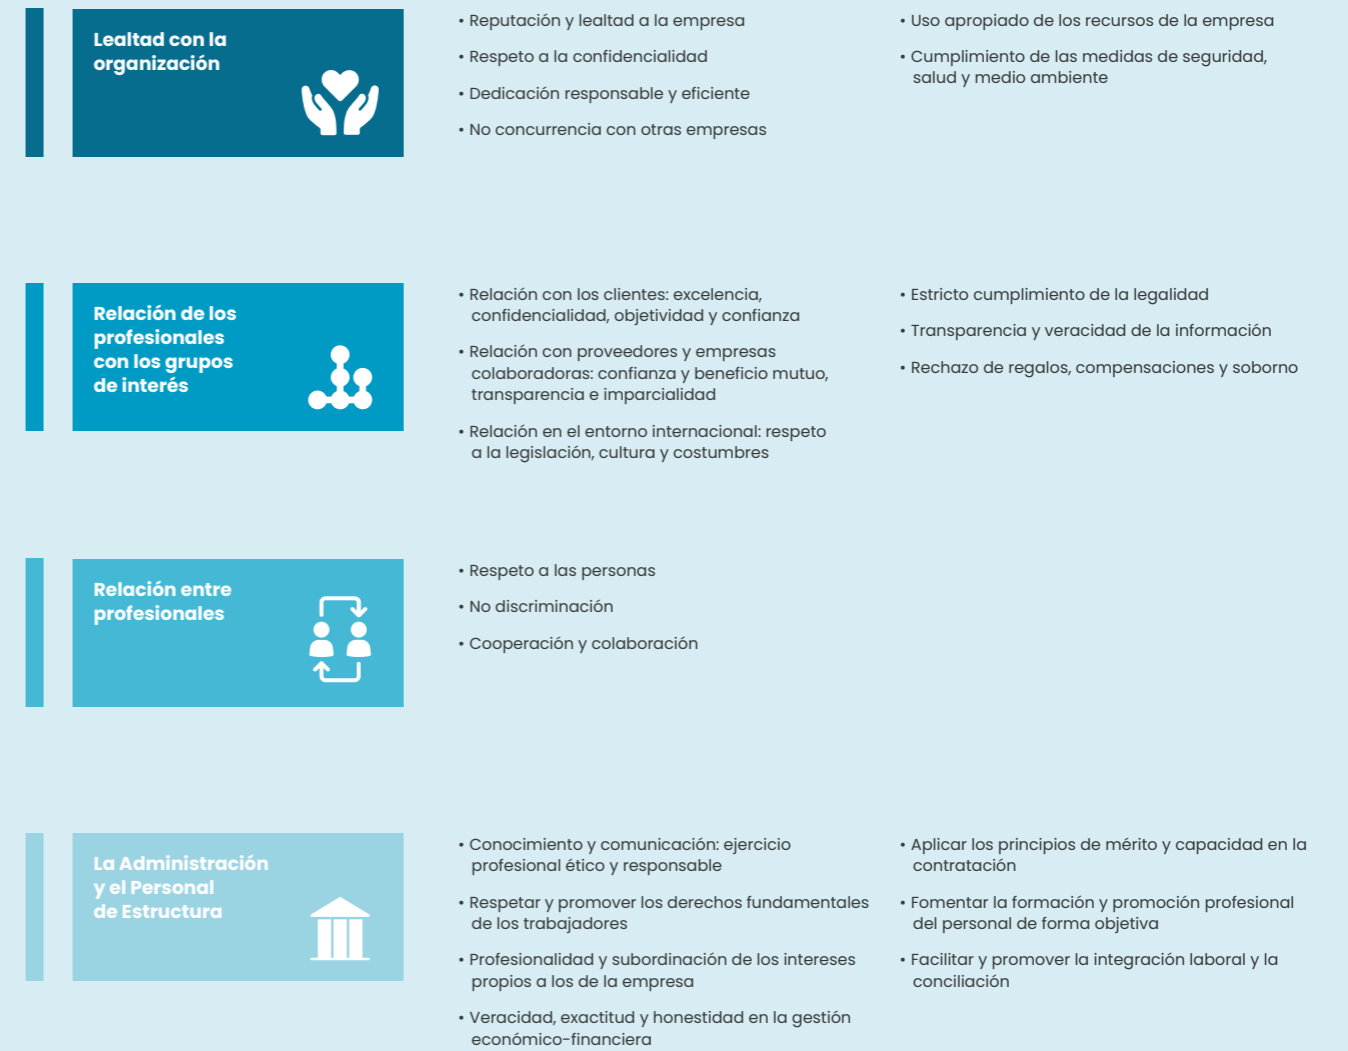 Lealtad con la
organización
• Reputación y lealtad a la empresa
• Respeto a la confidencialidad
• Dedicación responsable y eficiente
• No concurrencia con otras empresas
• Uso apropiado de los recursos de la empresa
• Cumplimiento de las medidas de seguridad,
salud y medio ambiente
Relación de los
profesionales
con los grupos
de interés
• Relación con los clientes: excelencia,
confidencialidad, objetividad y confianza
• Relación con proveedores y empresas
colaboradoras: confianza y beneficio mutuo,
transparencia e imparcialidad
• Relación en el entorno internacional: respeto
a la legislación, cultura y costumbres
• Estricto cumplimiento de la legalidad
• Transparencia y veracidad de la información
• Rechazo de regalos, compensaciones y soborno
Relación entre
profesionales
• Respeto a las personas
• No discriminación
• Cooperación y colaboración
La Administración
y el Personal
de Estructura
• Conocimiento y comunicación: ejercicio
profesional ético y responsable
• Respetar y promover los derechos fundamentales
de los trabajadores
• Profesionalidad y subordinación de los intereses
propios a los de la empresa
• Veracidad, exactitud y honestidad en la gestión
económico-financiera
• Aplicar los principios de mérito y capacidad en la
contratación
• Fomentar la formación y promoción profesional
del personal de forma objetiva
• Facilitar y promover la integración laboral y la
conciliación